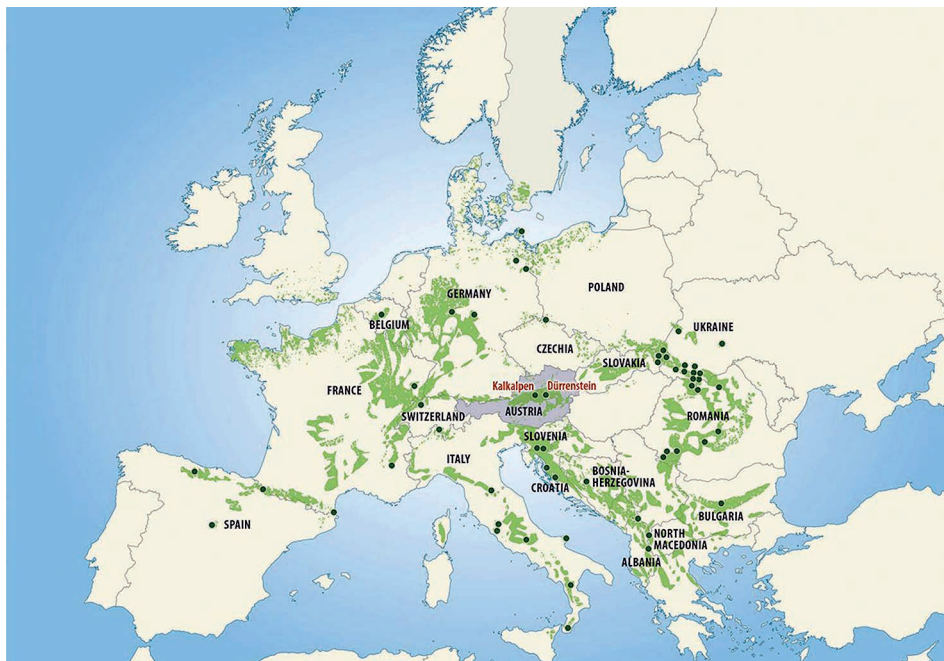 POLAND
GERMANY
BELGIUM
UKRAINE
CZECHIA
SLOVAKIA
FRANCE
Kalkalpen
Dürrenstein
SWITZERLAND
AUSTRIA
ROMANIA
SLOVENIA
ITALY
BOSNIA-
HERZEGOVINA
CROATIA
BULGARIA
SPAIN
NORTH
MACEDONIA
ALBANIA